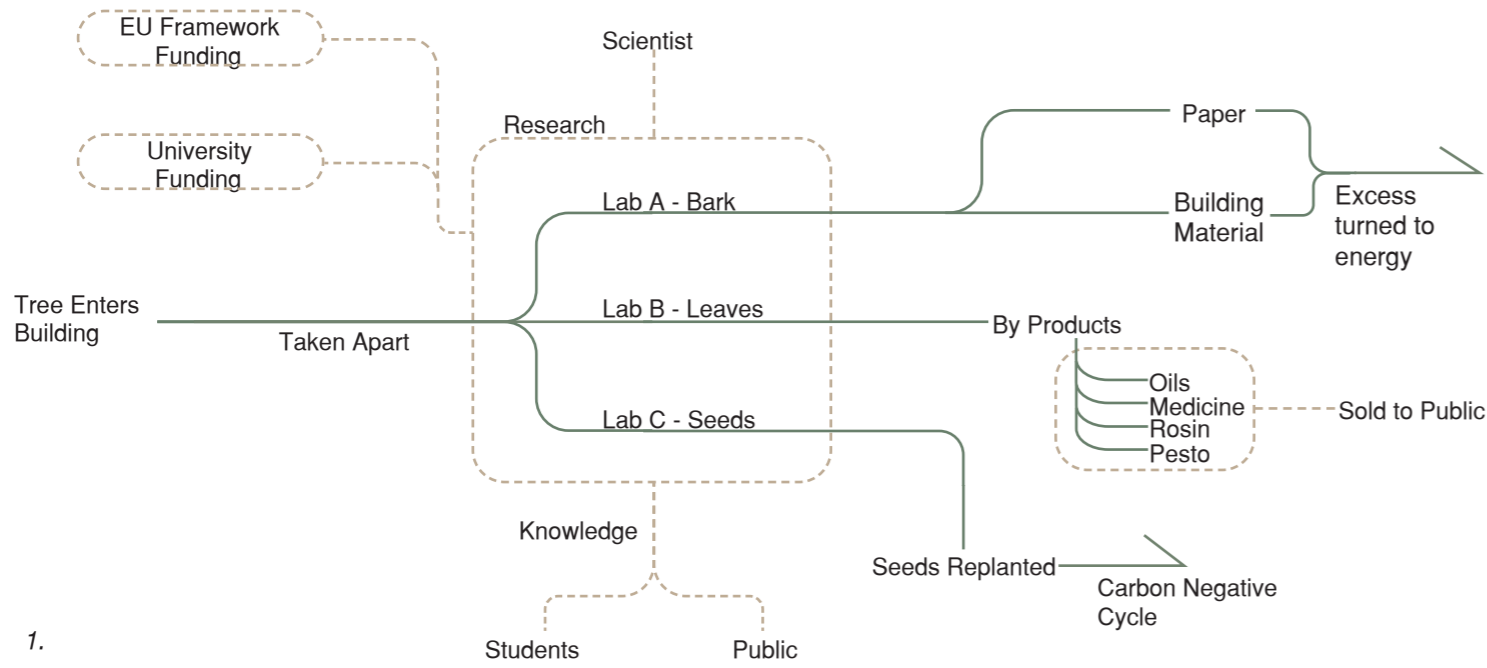 EU Framework
Funding
Scientist
Research
University
Funding
Paper
Lab A - Bark
Building
Material
Excess
turned to
energy
Tree Enters
Building
Taken Apart
Lab B - Leaves
By Products
Oils
Medicine
Rosin
Pesto
Sold to Public
Lab C - Seeds
Knowledge
Seeds Replanted
Carbon Negative
Cycle
Students
Public
1.